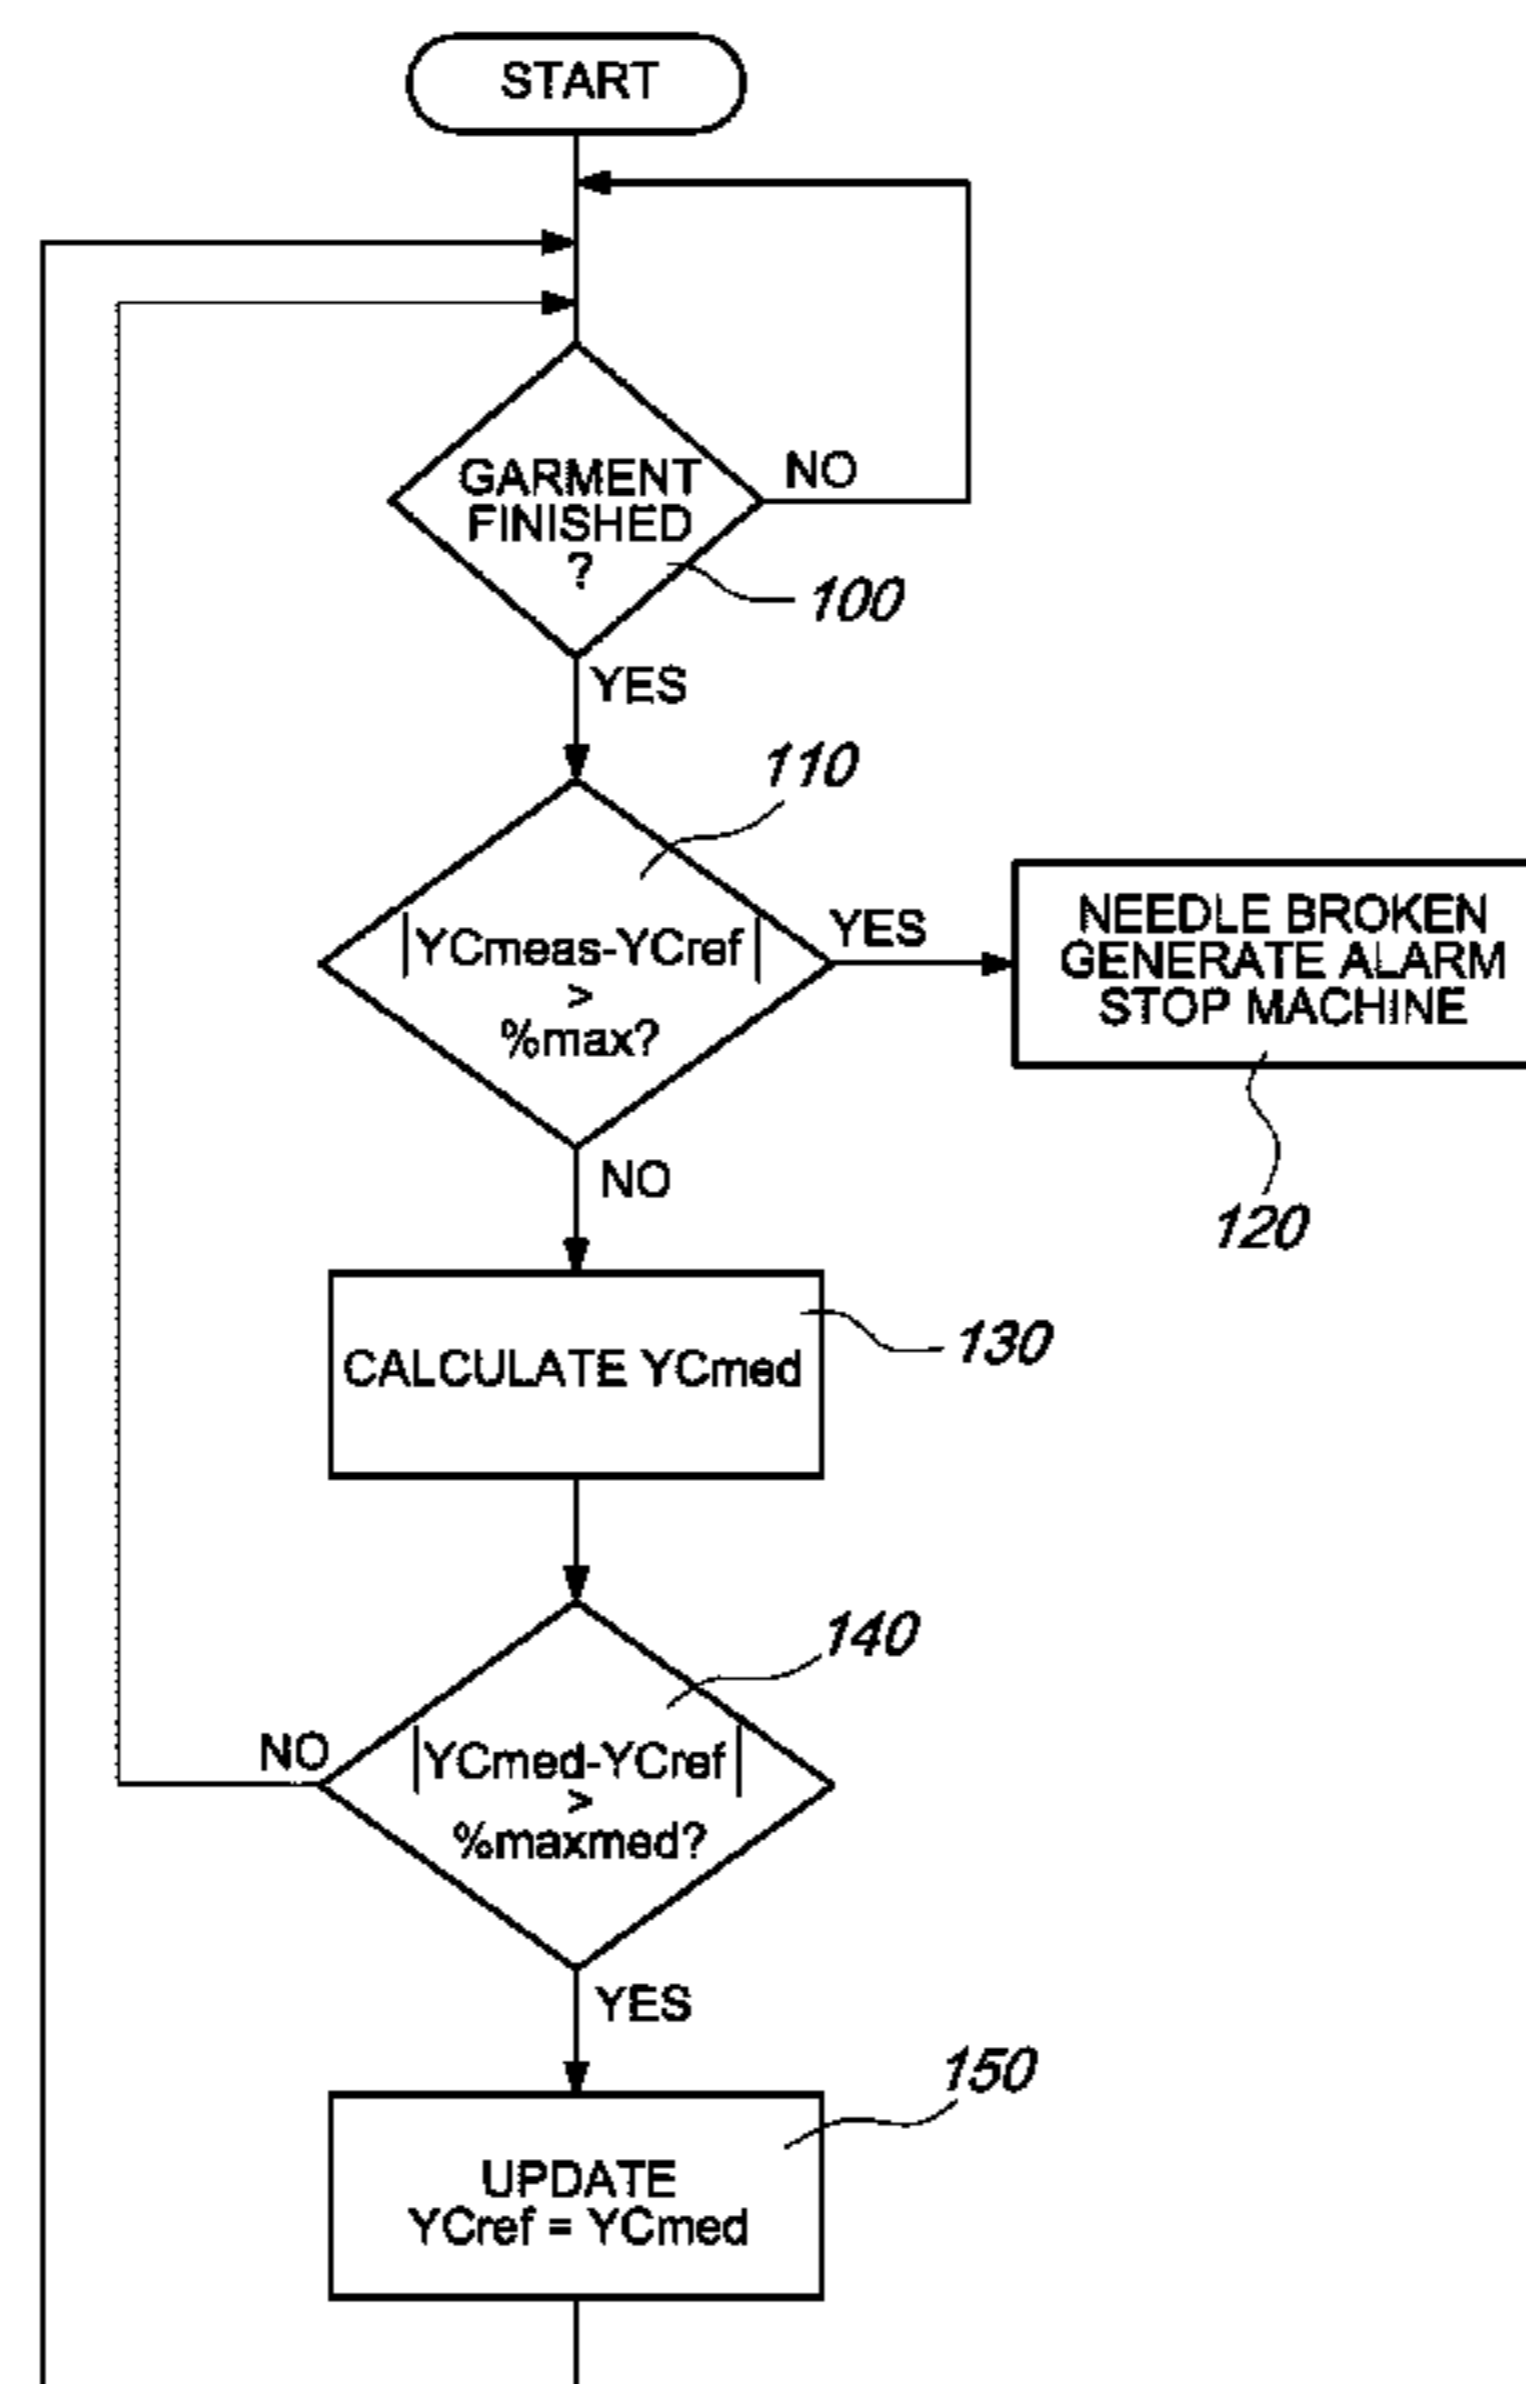 START
GARMENT
FINISHED
?
NO
100
YES
110
|YCmeas-YCref|
>
%max?
YES
NEEDLE BROKEN
GENERATE ALARM
STOP MACHINE
120
NO
CALCULATE YCmed
130
140
NO
|YCmed-YCref|
>
%maxmed?
YES
150
UPDATE
YCref = YCmed